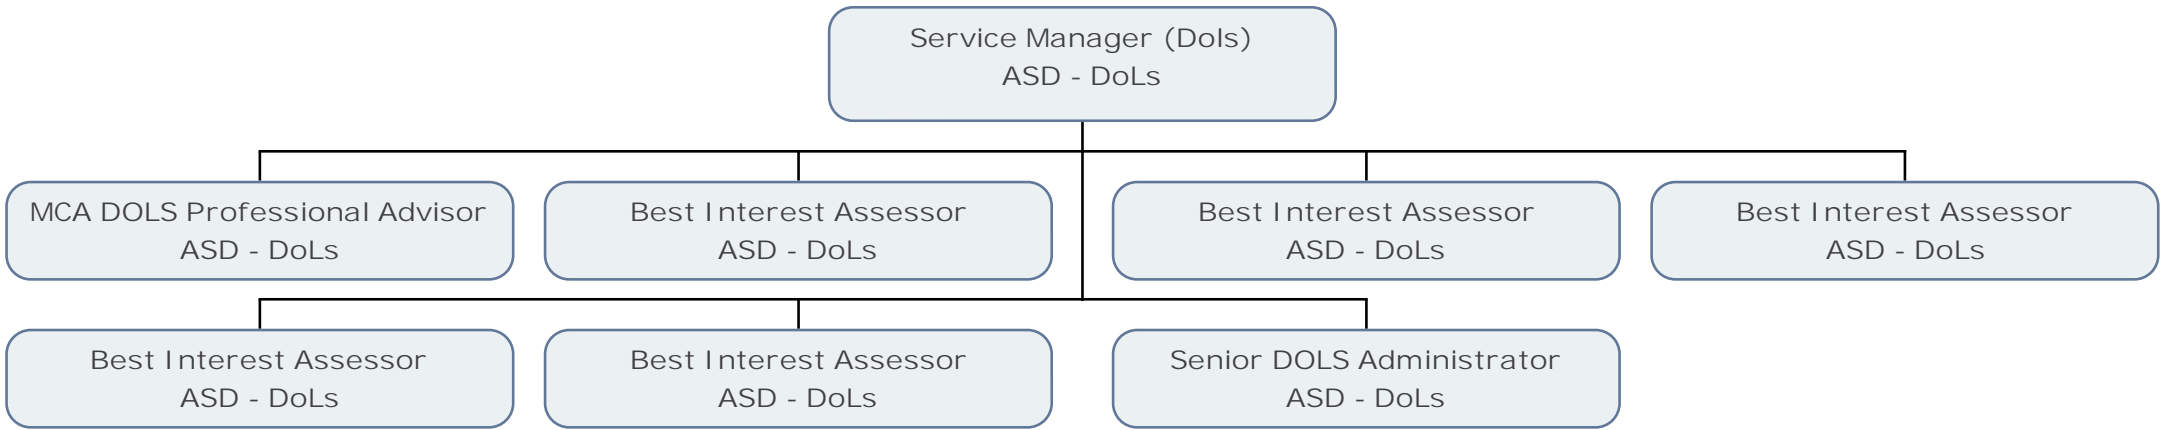 Service Manager (Dols)
ASD - DoLs
MCA DOLS Professional Advisor
ASD - DoLs
Best Interest Assessor
ASD - DoLs
Best Interest Assessor
ASD - DoLs
Best Interest Assessor
ASD - DoLs
Best Interest Assessor
ASD - DoLs
Best Interest Assessor
ASD - DoLs
Senior DOLS Administrator
ASD - DoLs